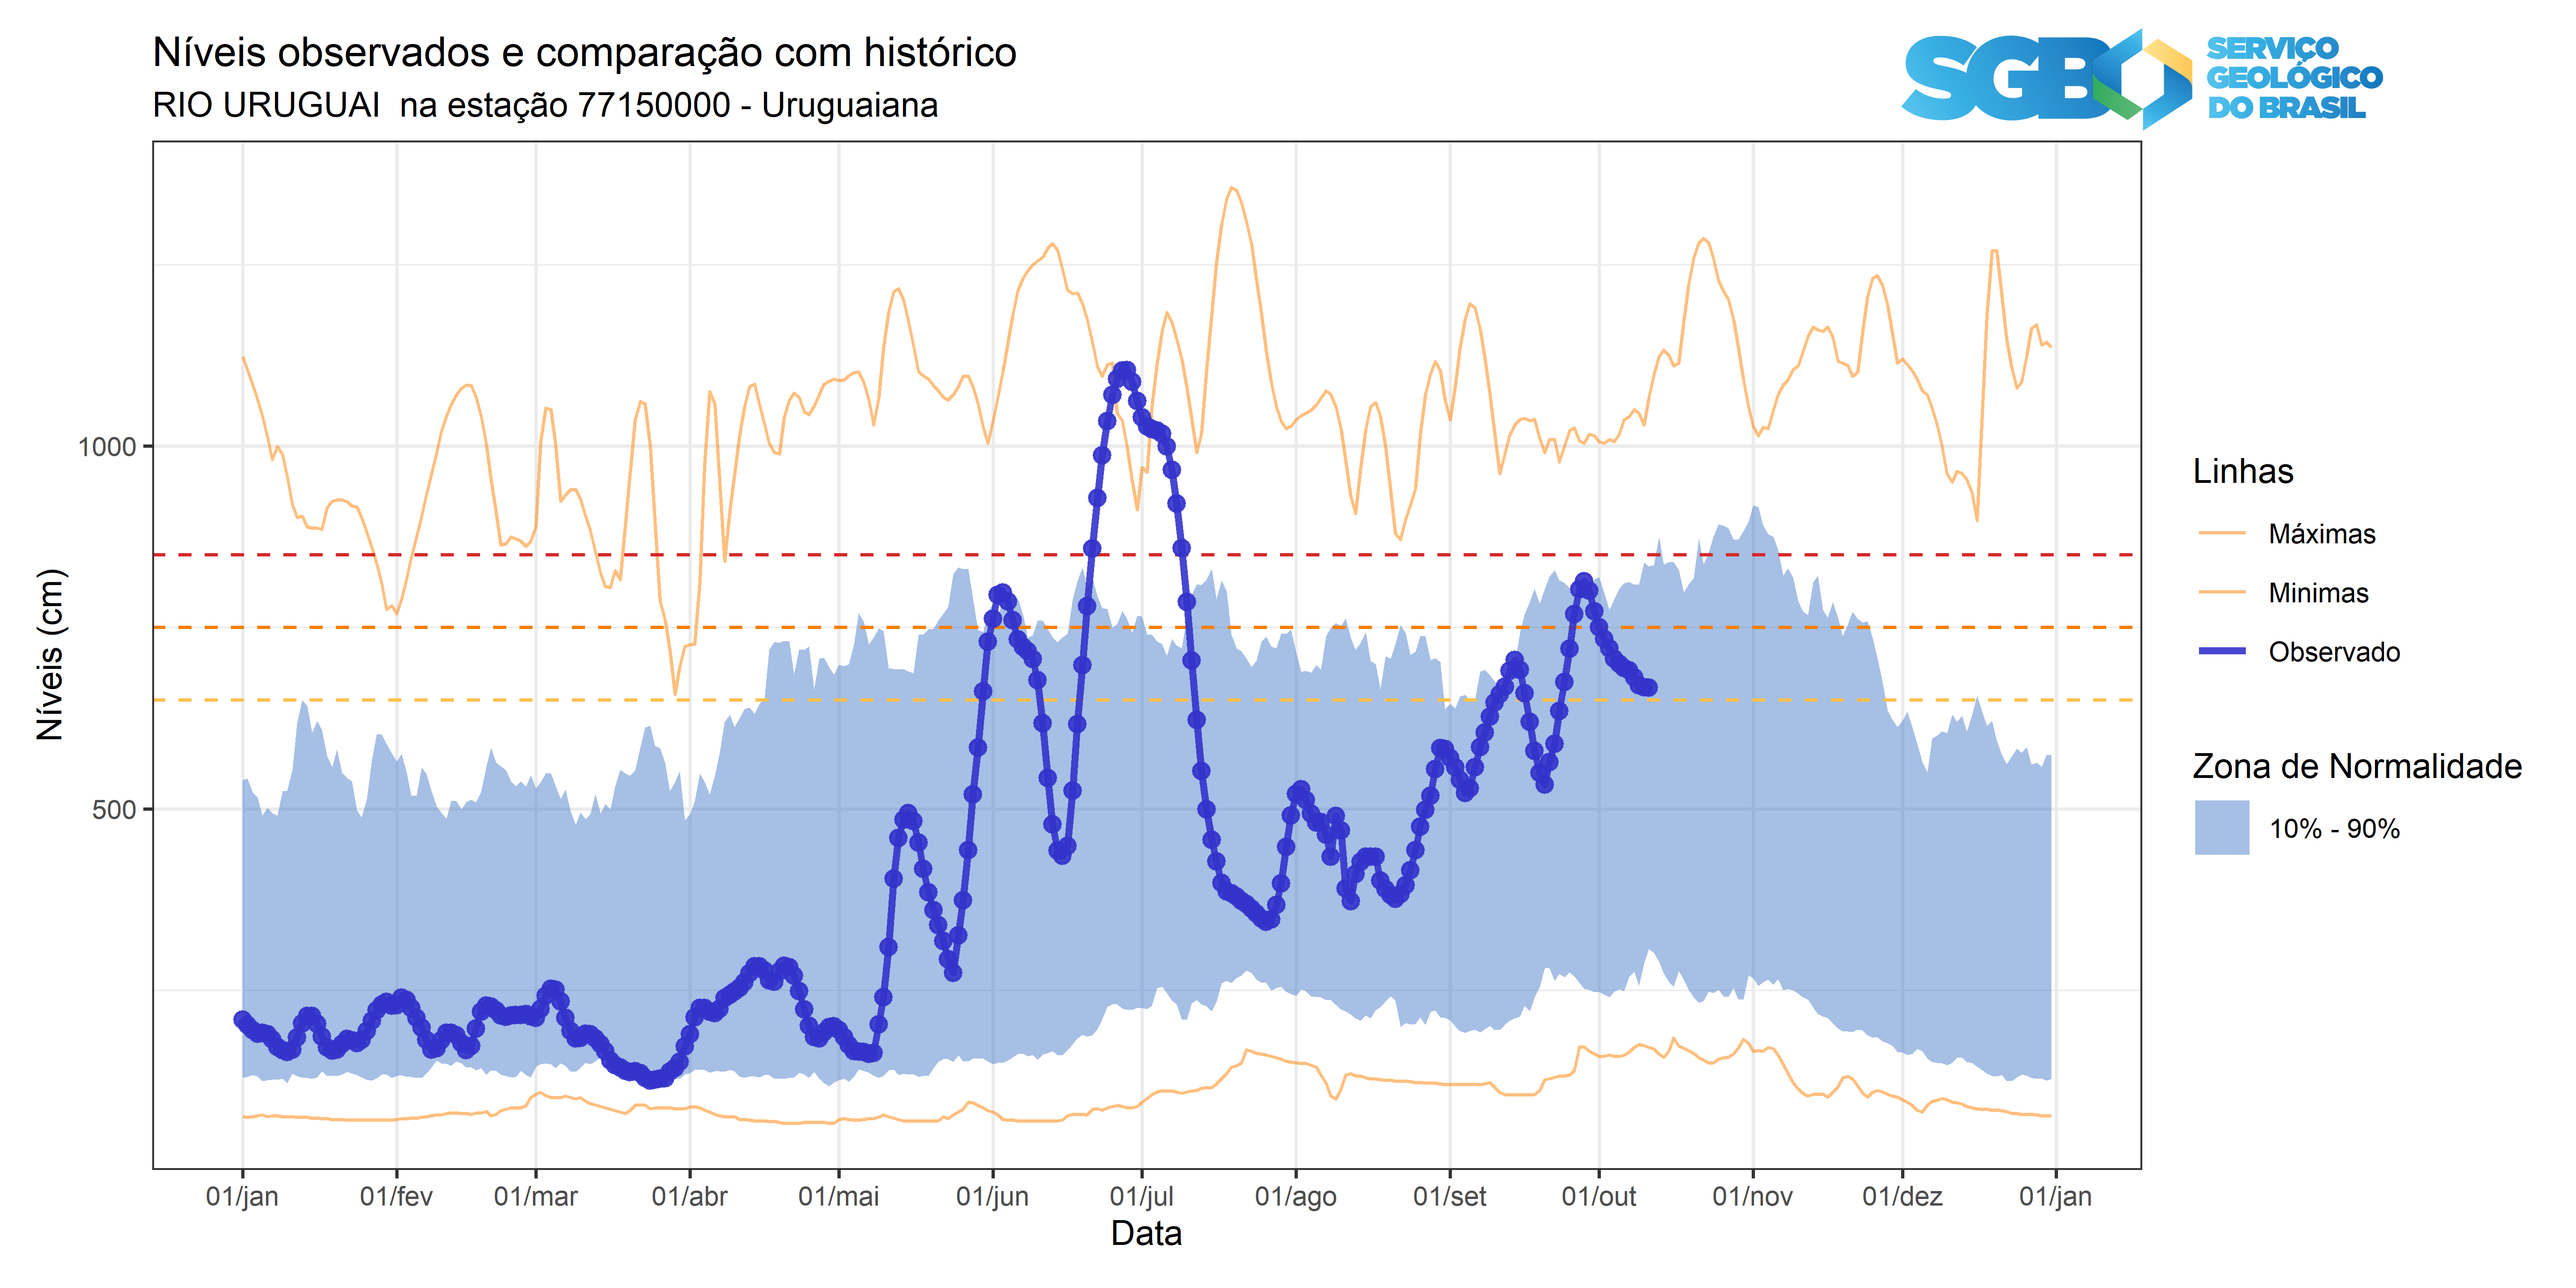 Níveis observados e comparação com histórico
RIO URUGUAI  na estação 77150000 - Uruguaiana
SGB
SERVIÇO
GEOLÓGICO
DO BRASIL
Níveis (cm)
1000
500
01/jan
01/fev
01/mar
01/abr
01/mai
01/jun
01/jul
01/ago
01/set
01/out
01/nov
01/dez
01/jan
Data
Linhas
Máximas
Minimas
Observado
Zona de Normalidade
10% - 90%